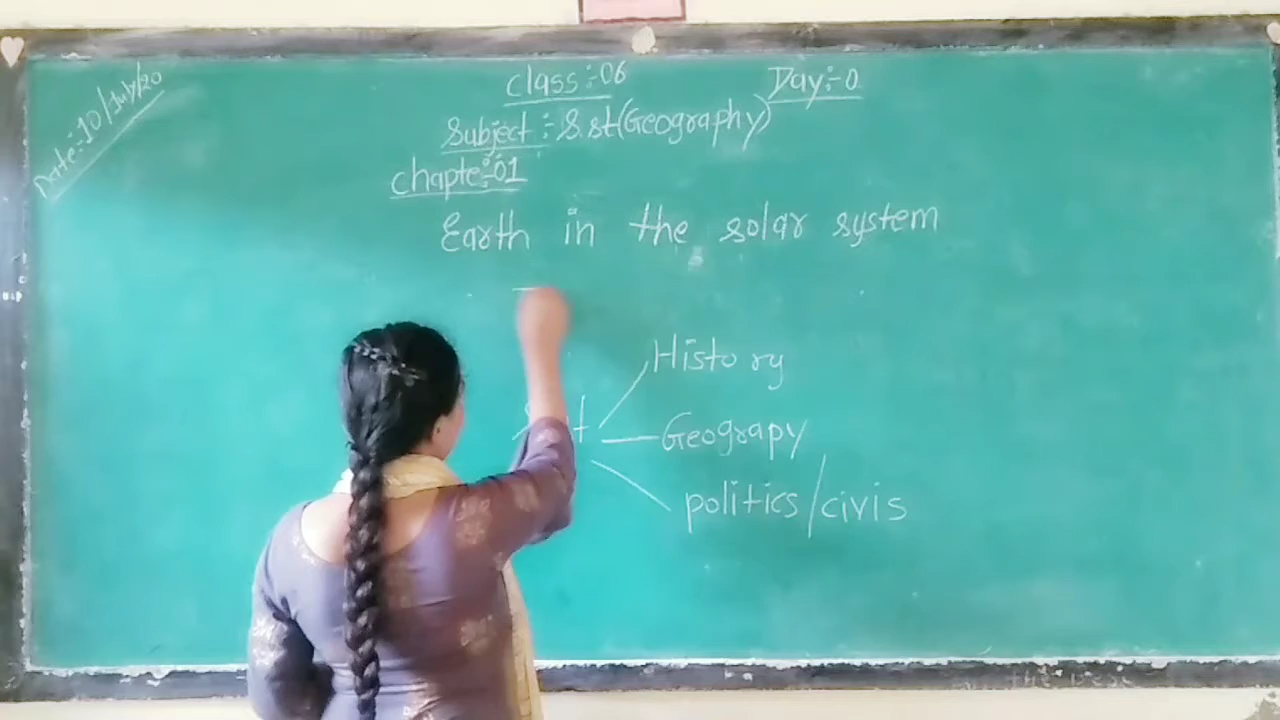 Date:-10/July/20
Class:-06
Day:-0
Subject:-S.st(Geography)
Chapte:-01
Earth in the solar system
History
Geograpy
politics/civis